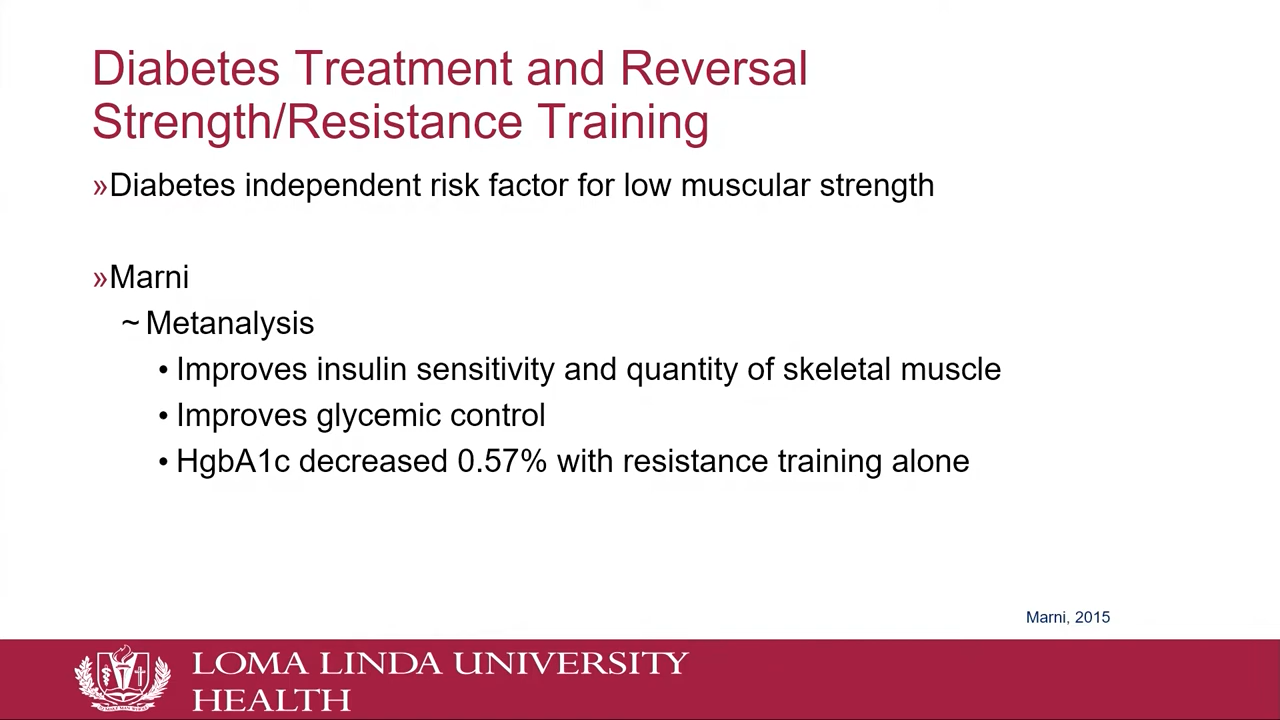 Diabetes Treatment and Reversal
Strength/Resistance Training
»Diabetes independent risk factor for low muscular strength
»Marni
~ Metanalysis
• Improves insulin sensitivity and quantity of skeletal muscle
• Improves glycemic control
• HgbA1c decreased 0.57% with resistance training alone
Marni, 2015
LOMA LINDA UNIVERSITY
HEALTH